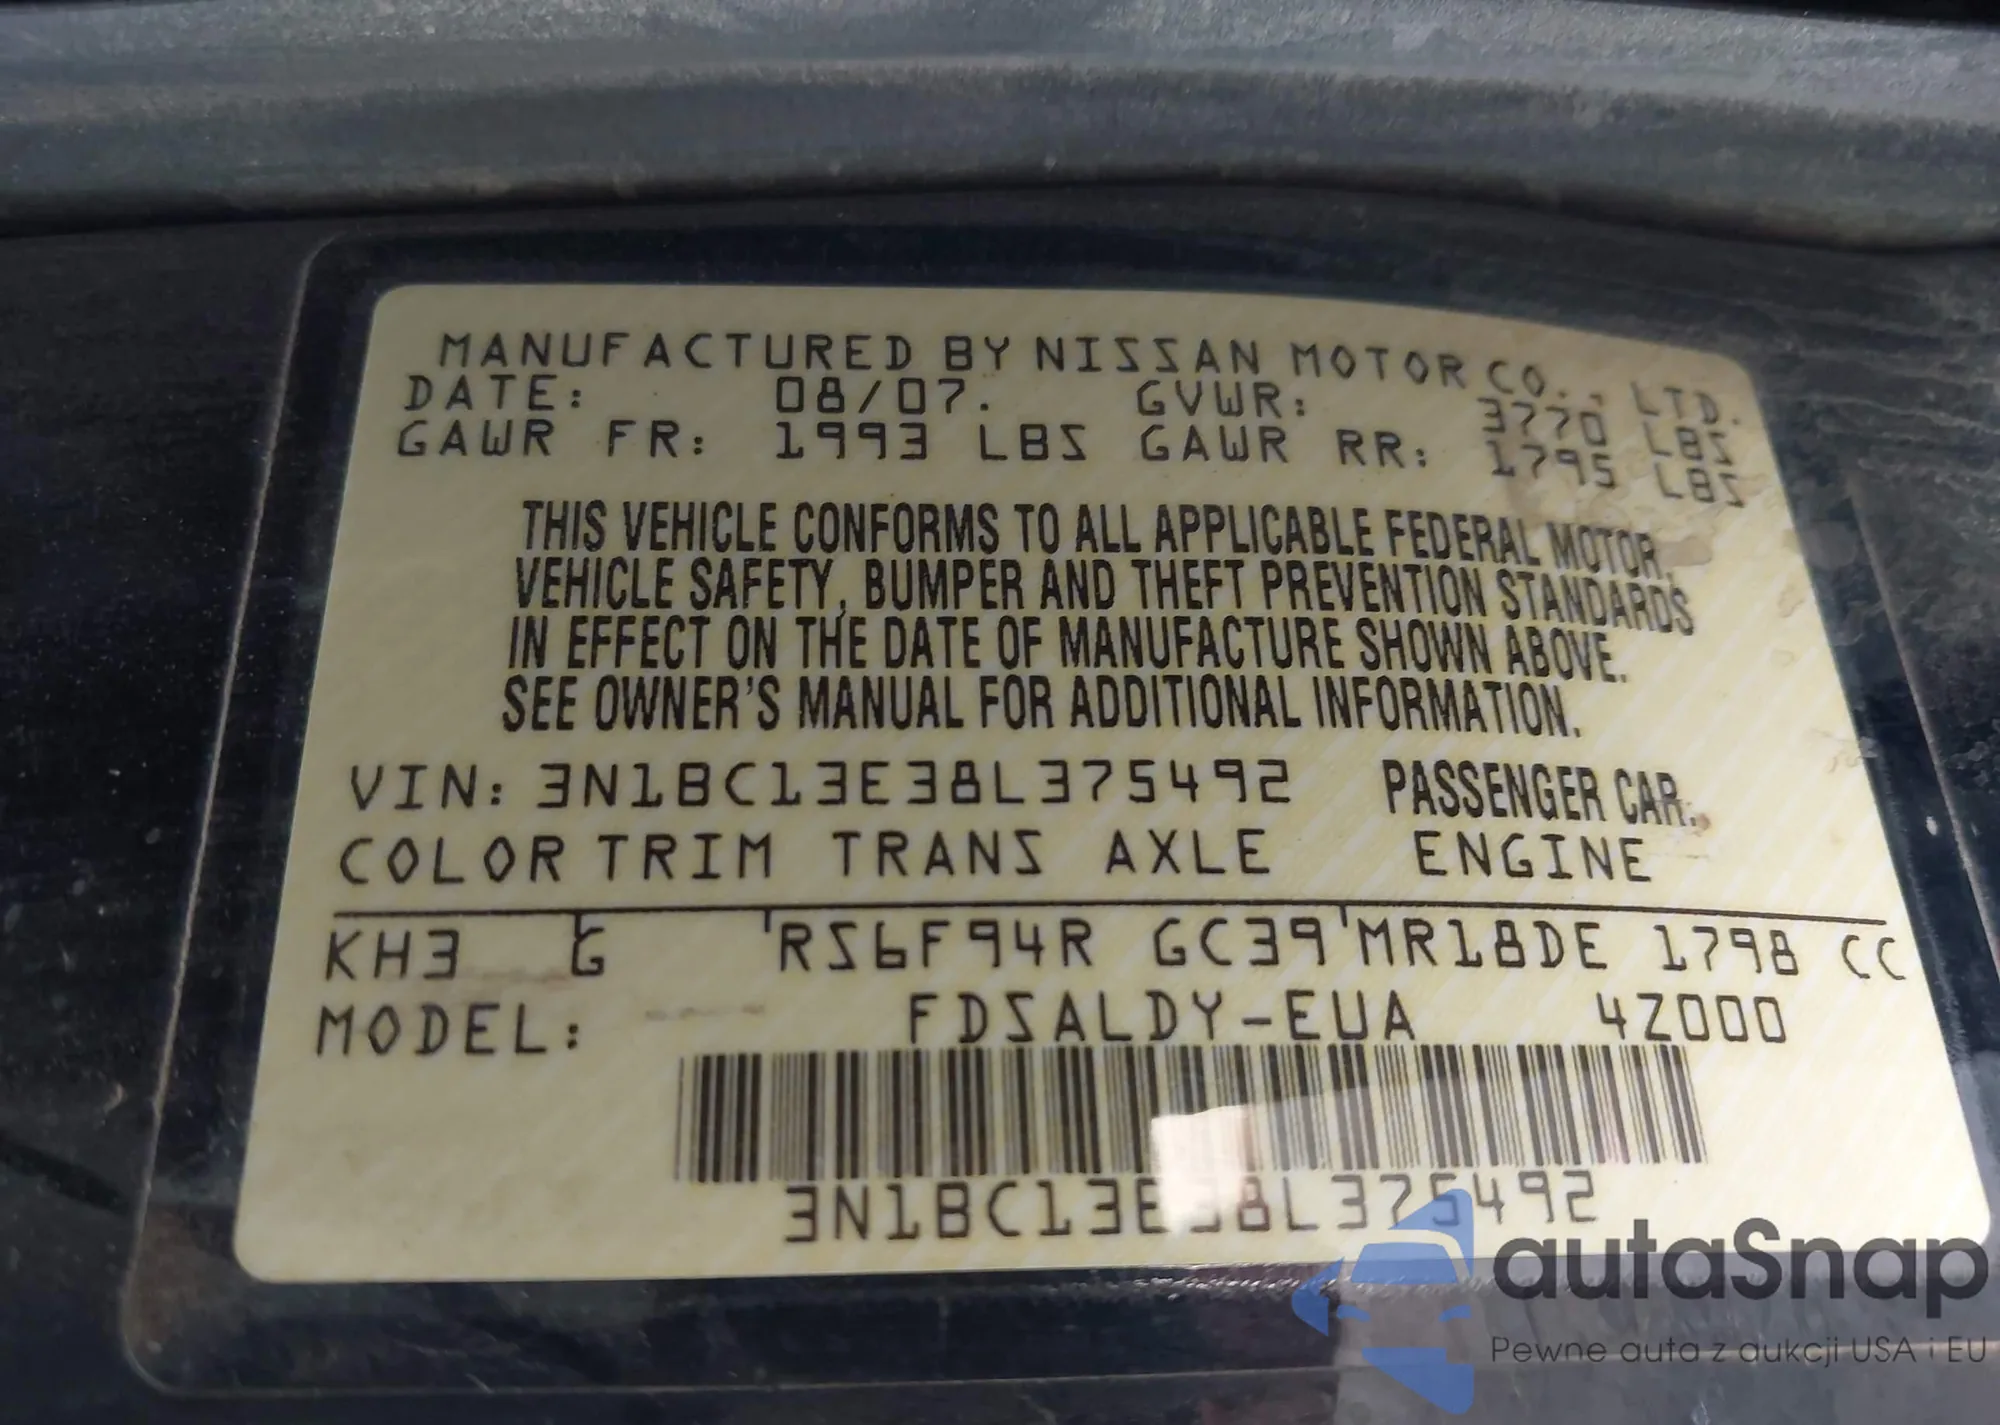 MANUFACTURED BY NISSAN MOTOR CO., LTD.
DATE: 08/07. GVWR: 3770 LBS
GAWR FR: 1993 LBS GAWR RR: 1795 LBS
THIS VEHICLE CONFORMS TO ALL APPLICABLE FEDERAL MOTOR
VEHICLE SAFETY, BUMPER AND THEFT PREVENTION STANDARDS
IN EFFECT ON THE DATE OF MANUFACTURE SHOWN ABOVE.
SEE OWNER'S MANUAL FOR ADDITIONAL INFORMATION.
VIN: 3N1BC13E38L375492 PASSENGER CAR.
COLOR TRIM TRANS AXLE ENGINE
KH3 G RS6F94R GC39 MR18DE 1798 CC
MODEL: FDSALDY-EUA 4Z000
3N1BC13E38L375492
autaSnap
Pewne auta z aukcji USA i EU